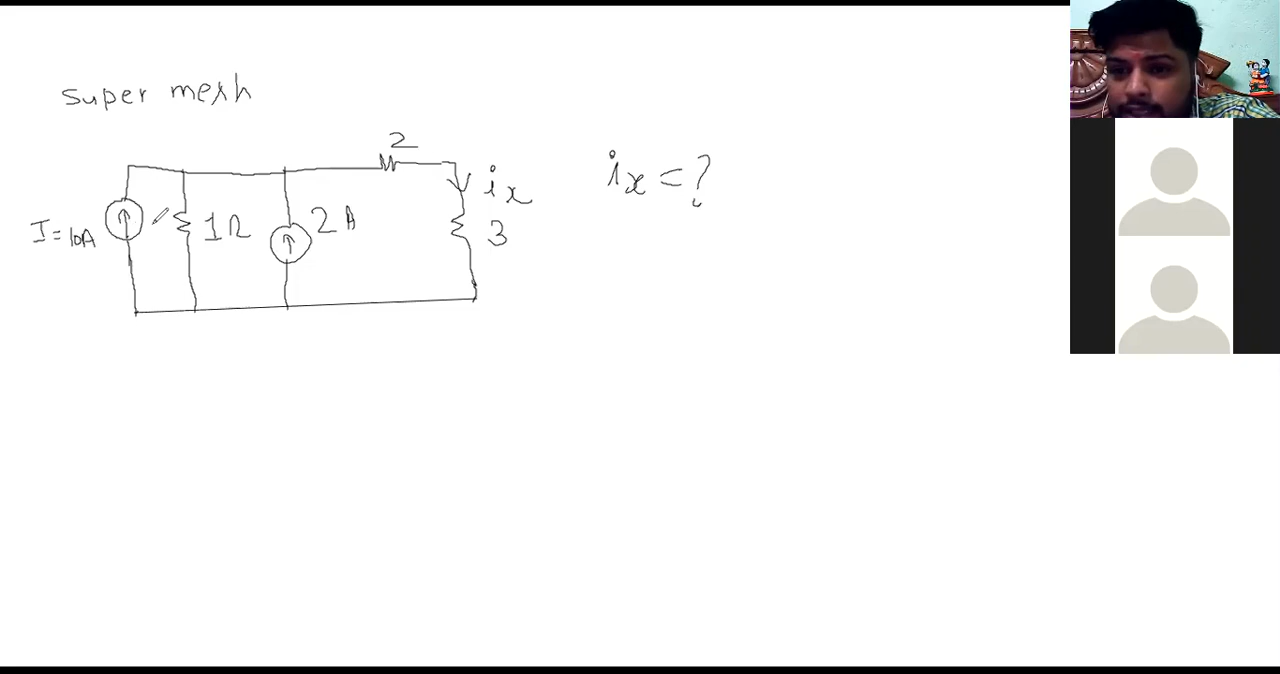 super mesh
2
ix
ix = ?
I = 10A
1Ω
2A
3